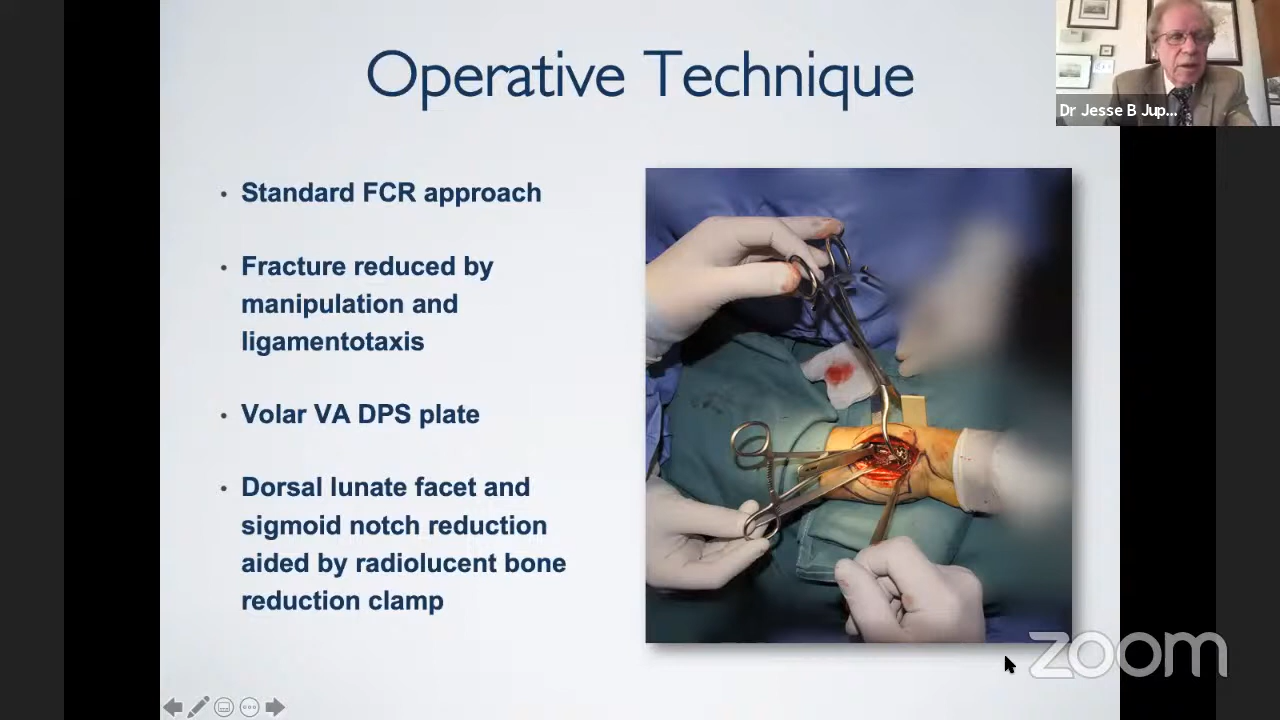 Operative Technique
Dr Jesse B Jup...
• Standard FCR approach
• Fracture reduced by
manipulation and
ligamentotaxis
• Volar VA DPS plate
• Dorsal lunate facet and
sigmoid notch reduction
aided by radiolucent bone
reduction clamp
zoom